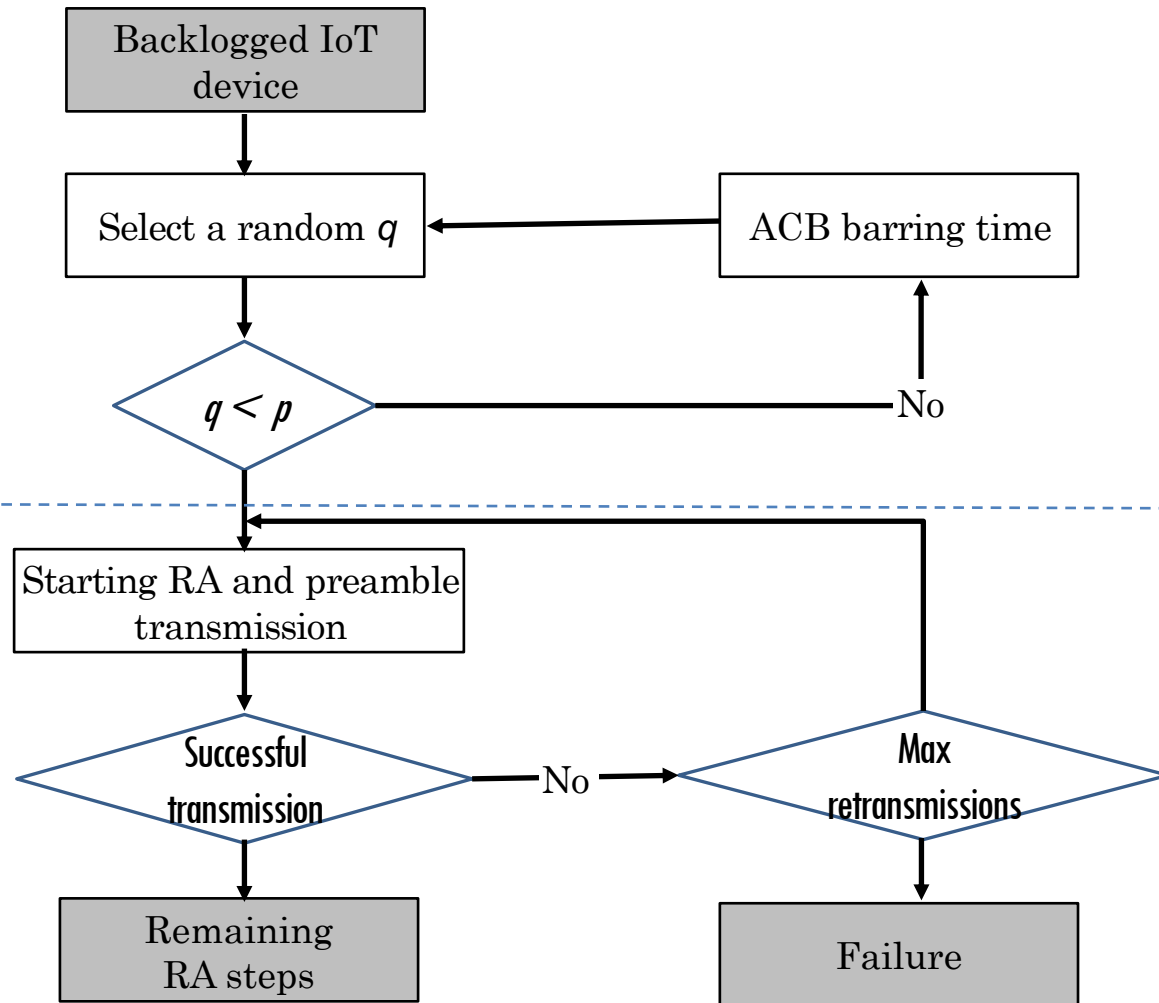 Backlogged IoT
device
Select a random q
ACB barring time
q < p
No
Starting RA and preamble
transmission
Successful
transmission
No
Max
retransmissions
Remaining
RA steps
Failure